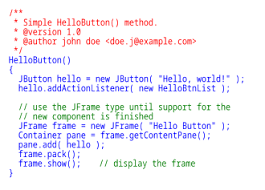 /**
 * Simple HelloButton() method.
 * @version 1.0
 * @author john doe <doe.j@example.com>
 */
HelloButton()
{
  JButton hello = new JButton( "Hello, world!" );
  hello.addActionListener( new HelloBtnList );

  // use the JFrame type until support for the
  // new component is finished
  JFrame frame = new JFrame( "Hello Button" );
  Container pane = frame.getContentPane();
  pane.add( hello );
  frame.pack();
  frame.show();    // display the frame
}